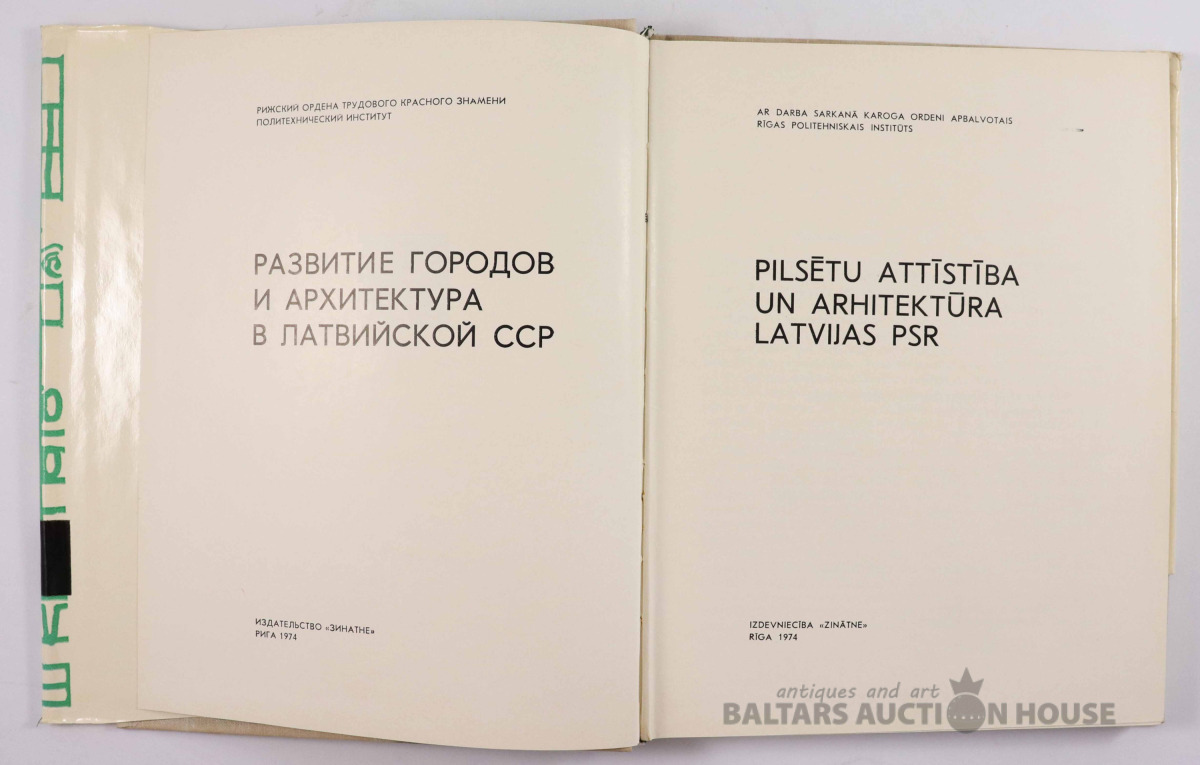 РИЖСКИЙ ОРДЕНА ТРУДОВОГО КРАСНОГО ЗНАМЕНИ
ПОЛИТЕХНИЧЕСКИЙ ИНСТИТУТ
РАЗВИТИЕ ГОРОДОВ
И АРХИТЕКТУРА
В ЛАТВИЙСКОЙ ССР
ИЗДАТЕЛЬСТВО «ЗИНАТНЕ»
РИГА 1974
AR DARBA SARKANĀ KAROGA ORDENI APBALVOTAIS
RĪGAS POLITEHNISKAIS INSTITŪTS
PILSĒTU ATTĪSTĪBA
UN ARHITEKTŪRA
LATVIJAS PSR
IZDEVNIECĪBA «ZINĀTNE»
RĪGA 1974
antiques and art
BALTARS AUCTION HOUSE